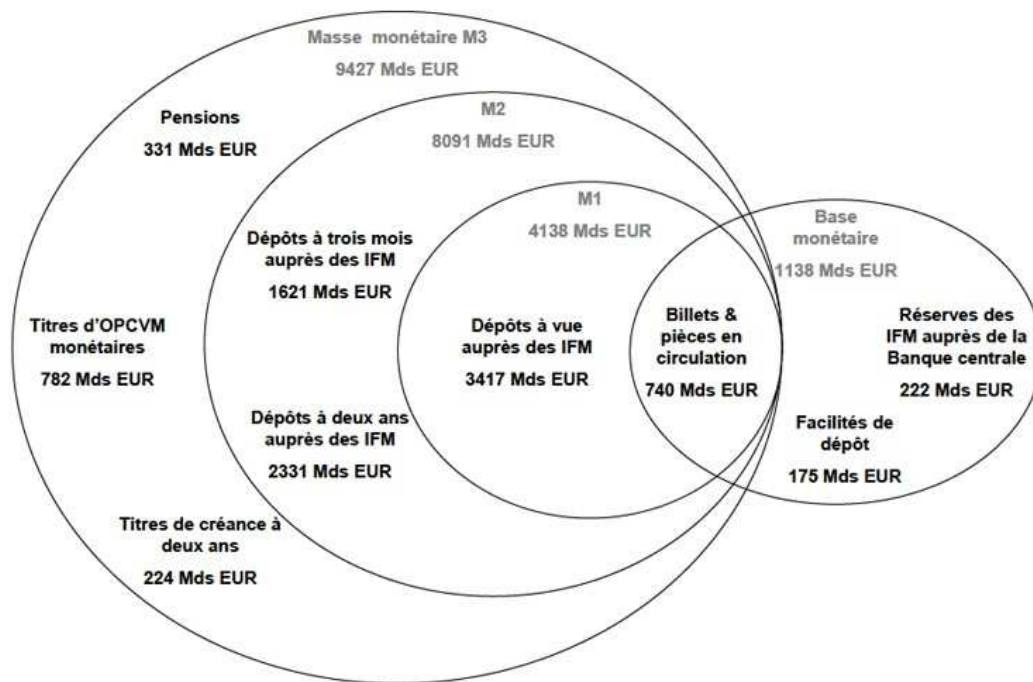 Masse monétaire M3
9427 Mds EUR
Pensions
331 Mds EUR
M2
8091 Mds EUR
M1
4138 Mds EUR
Base
monétaire
1138 Mds EUR
Dépôts à trois mois
auprès des IFM
1621 Mds EUR
Titres d'OPCVM
monétaires
782 Mds EUR
Dépôts à vue
auprès des IFM
3417 Mds EUR
Billets &
pièces en
circulation
740 Mds EUR
Réserves des
IFM auprès de la
Banque centrale
222 Mds EUR
Dépôts à deux ans
auprès des IFM
2331 Mds EUR
Facilités de
dépôt
175 Mds EUR
Titres de créance à
deux ans
224 Mds EUR